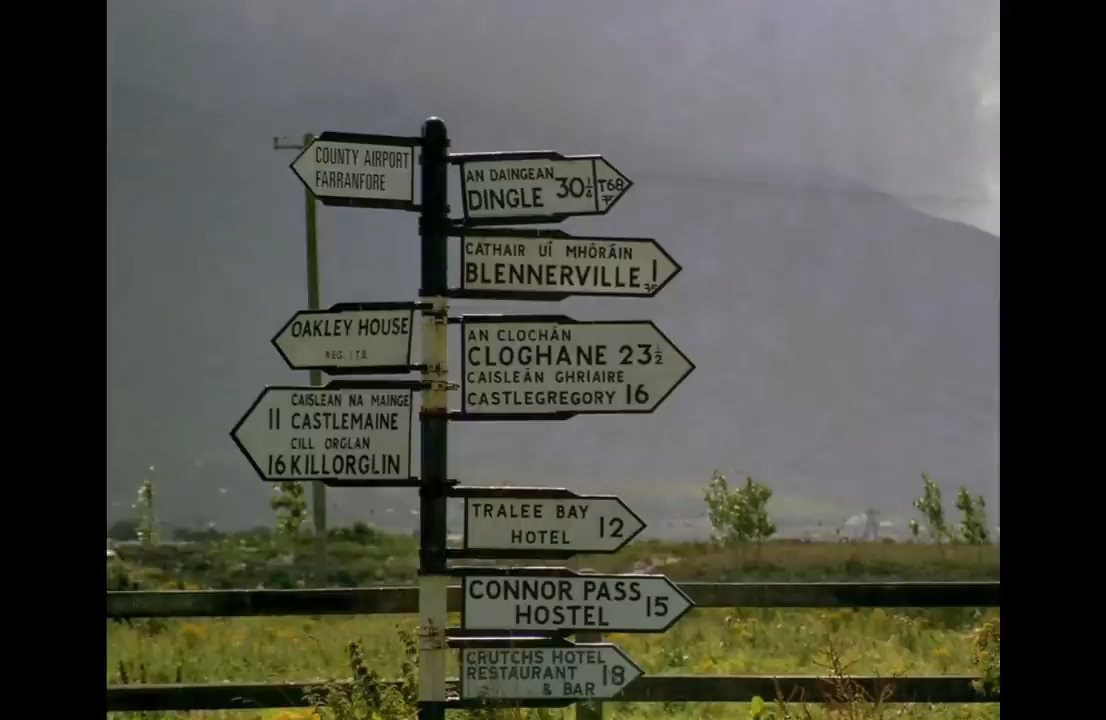 COUNTY AIRPORT
FARRANFORE
AN DAINGEAN
DINGLE 30¼ T68
CATHAIR UÍ MHÓRÁIN
BLENNERVILLE 1
OAKLEY HOUSE
REG. I.T.B.
AN CLOCHÁN
CLOGHANE 23½
CAISLEÁN GHRIAIRE
CASTLEGREGORY 16
CAISLEAN NA MAINGE
11 CASTLEMAINE
CILL ORGLAN
16 KILLORGLIN
TRALEE BAY
HOTEL 12
CONNOR PASS
HOSTEL 15
CRUTCHS HOTEL
RESTAURANT 18
& BAR